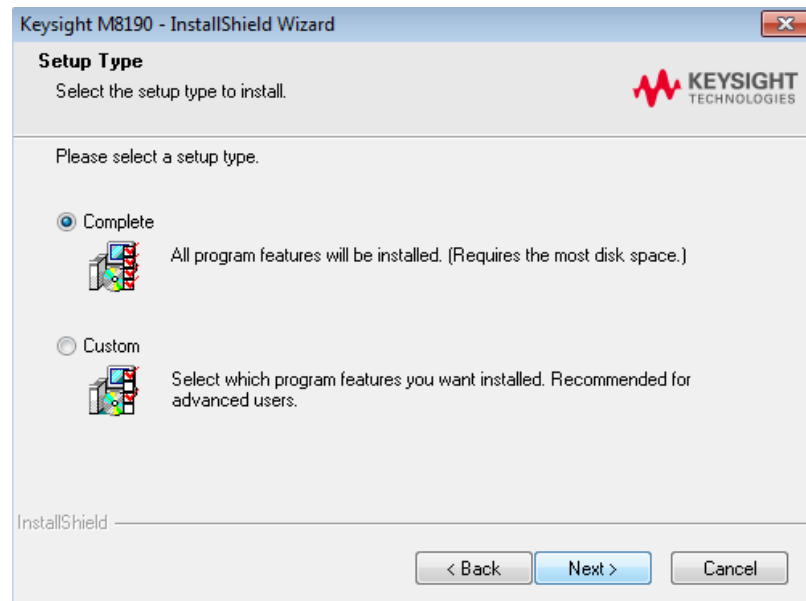 Keysight M8190 - InstallShield Wizard
Setup Type
Select the setup type to install.
KEYSIGHT
TECHNOLOGIES
Please select a setup type.
Complete
All program features will be installed. (Requires the most disk space.)
Custom
Select which program features you want installed. Recommended for
advanced users.
InstallShield
< Back
Next >
Cancel